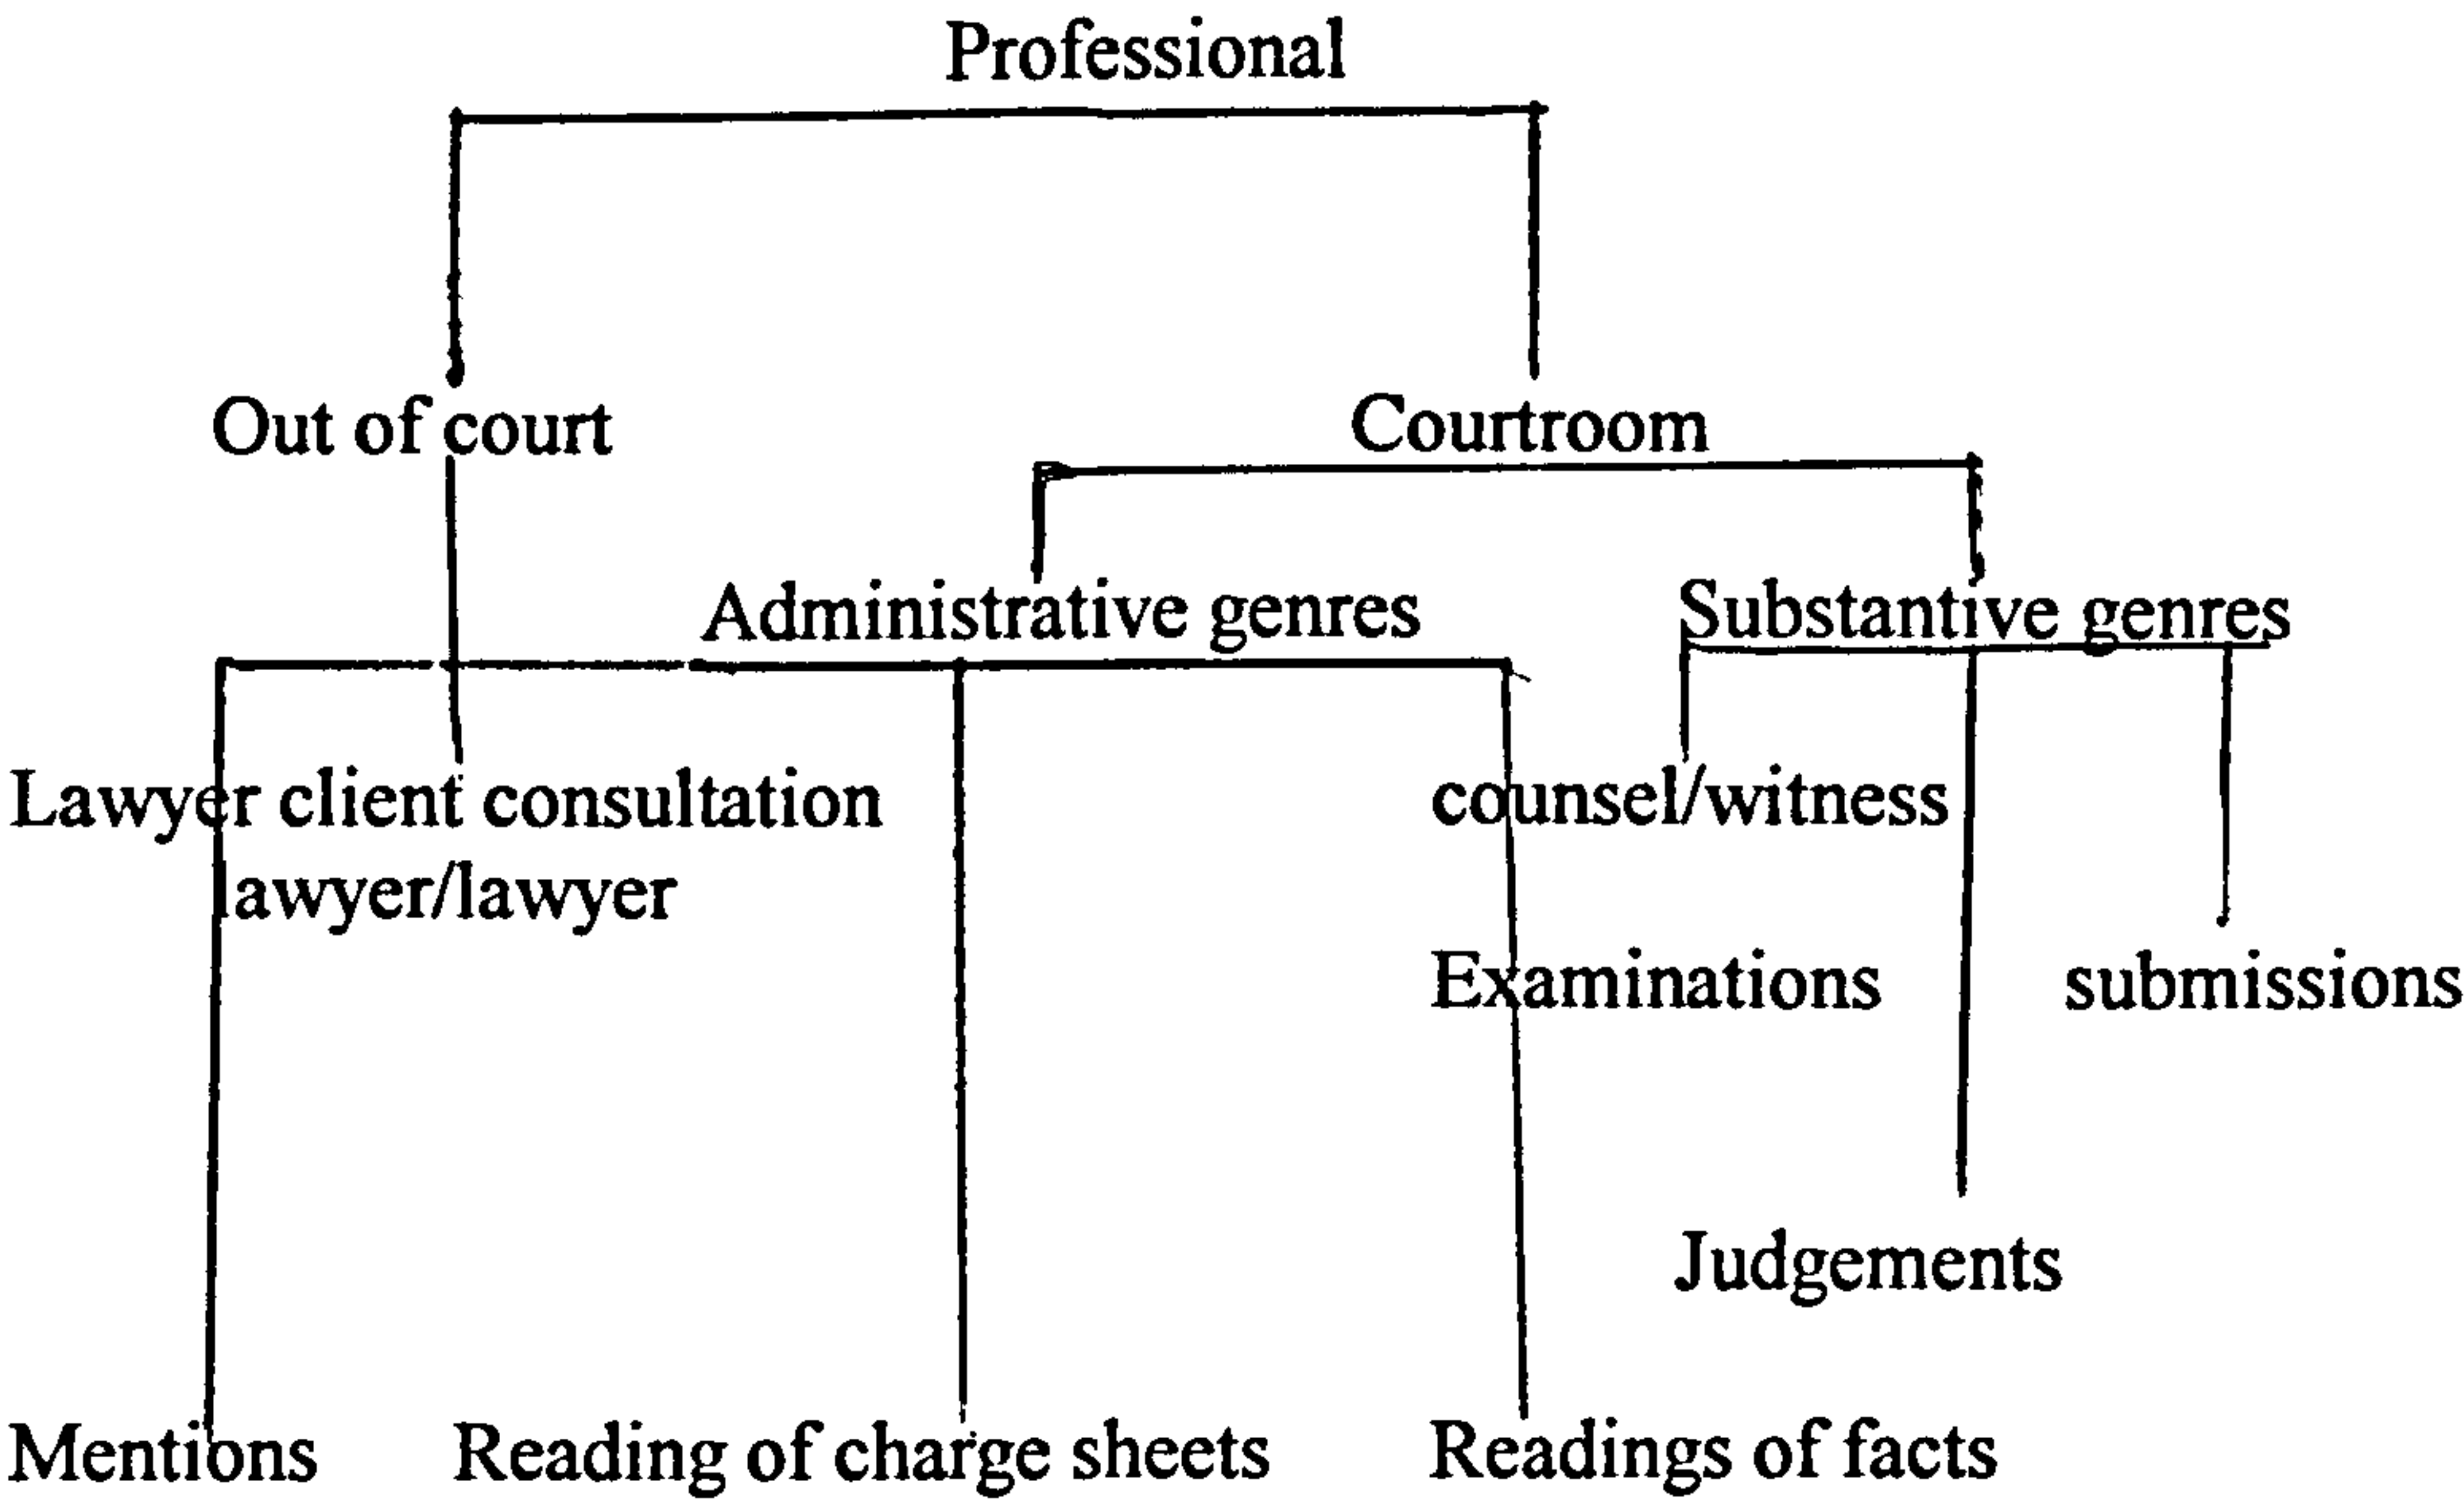 Professional
Out of court
Courtroom
Administrative genres
Substantive genres
Lawyer client consultation
counsel/witness
lawyer/lawyer
Examinations
submissions
Judgements
Mentions
Reading of charge sheets
Readings of facts